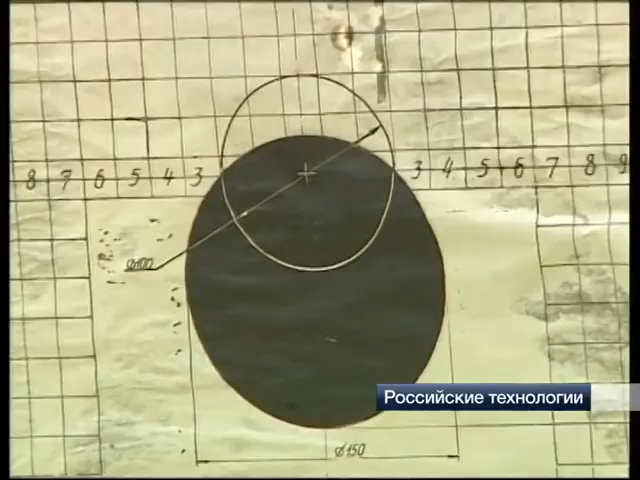 8 7 6 5 4 3 3 4 5 6 7 8 9
Ø100
Российские технологии
Ø150